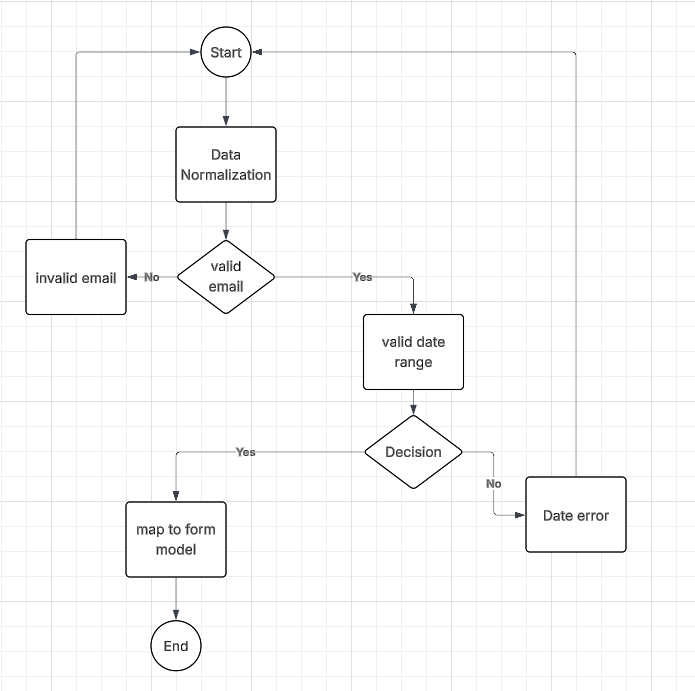 Start
Data
Normalization
valid
email
No
invalid email
Yes
valid date
range
Decision
Yes
No
map to form
model
Date error
End